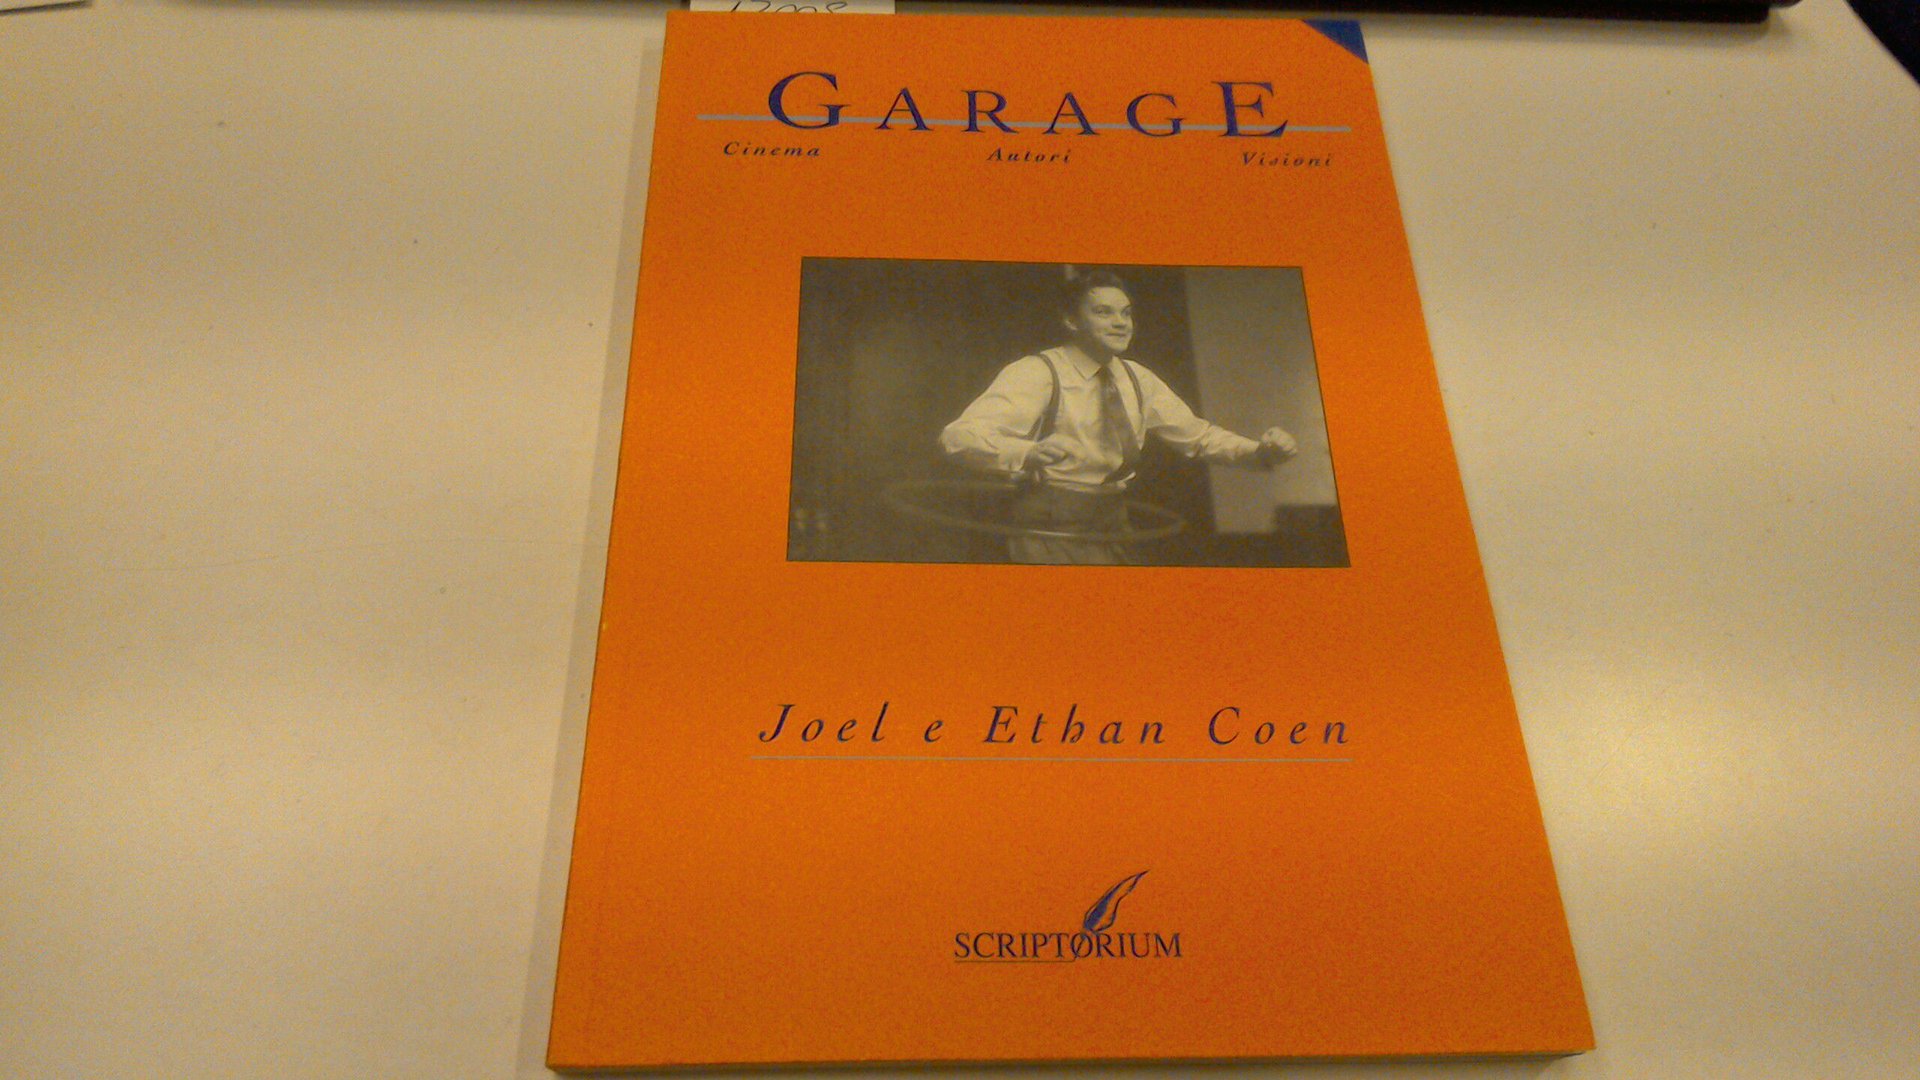 GARAGE
Cinema Autori Visioni
Joel e Ethan Coen
SCRIPTORIUM